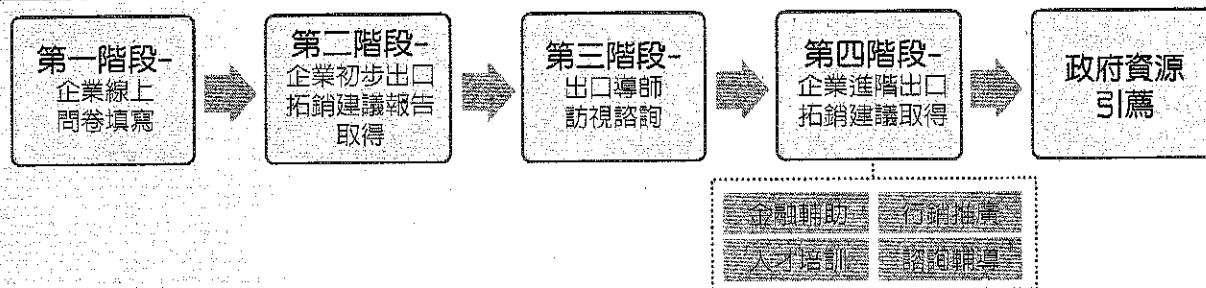 第一階段-
企業線上
問卷填寫
第二階段-
企業初步出口
拓銷建議報告
取得
第三階段-
出口導師
訪視諮詢
第四階段-
企業進階出口
拓銷建議取得
政府資源
引薦
金融輔助 行銷推廣
人才培訓 諮詢輔導